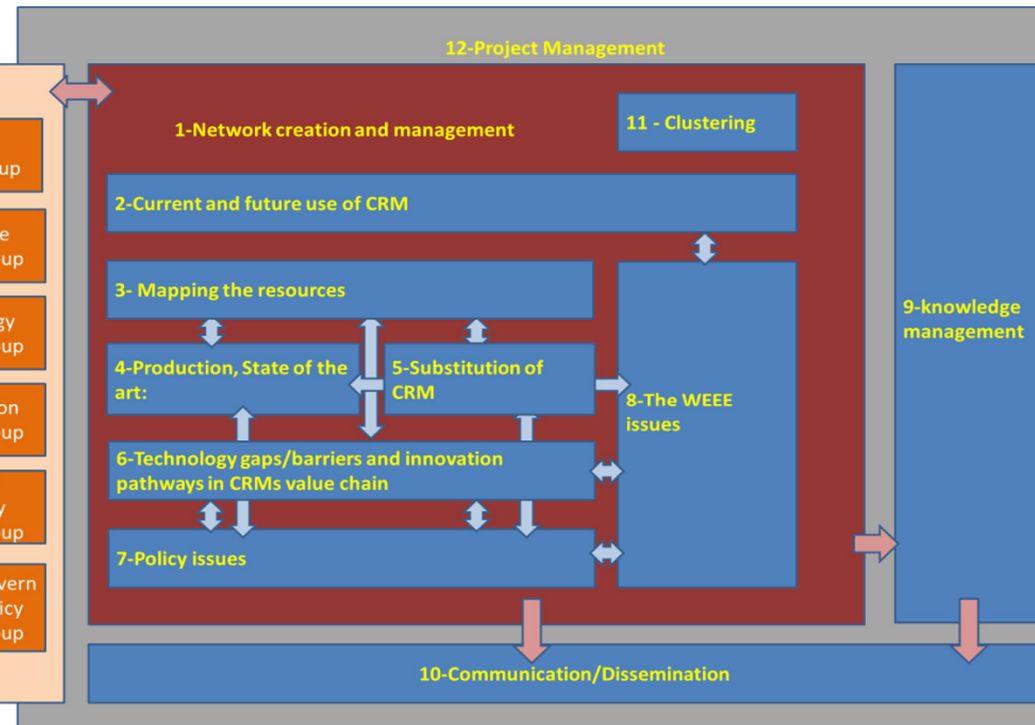 12-Project Management
1-Network creation and management
11 - Clustering
2-Current and future use of CRM
3- Mapping the resources
4-Production, State of the
art:
5-Substitution of
CRM
6-Technology gaps/barriers and innovation
pathways in CRMs value chain
7-Policy issues
8-The WEEE
issues
9-knowledge
management
10-Communication/Dissemination